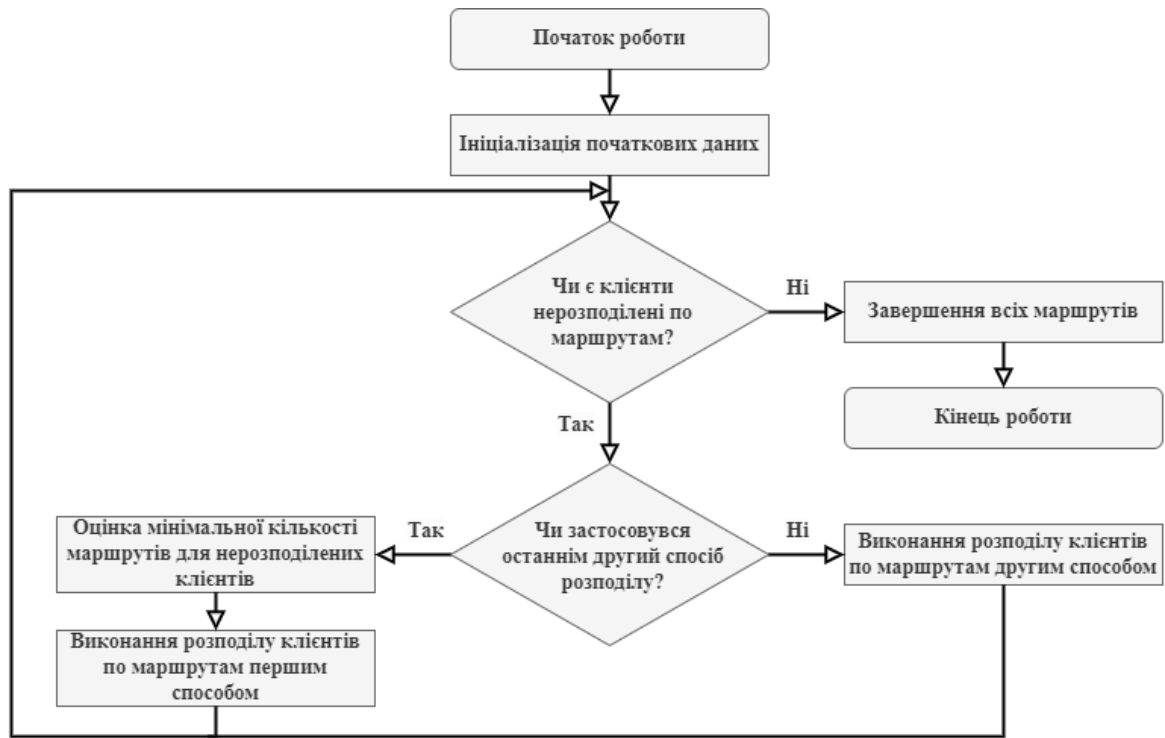 Початок роботи
Ініціалізація початкових даних
Чи є клієнти
нерозподілені по
маршрутам?
Ні
Завершення всіх маршрутів
Кінець роботи
Так
Чи застосовувся
останнім другий спосіб
розподілу?
Так
Оцінка мінімальної кількості
маршрутів для нерозподілених
клієнтів
Виконання розподілу клієнтів
по маршрутам першим
способом
Ні
Виконання розподілу клієнтів
по маршрутам другим способом